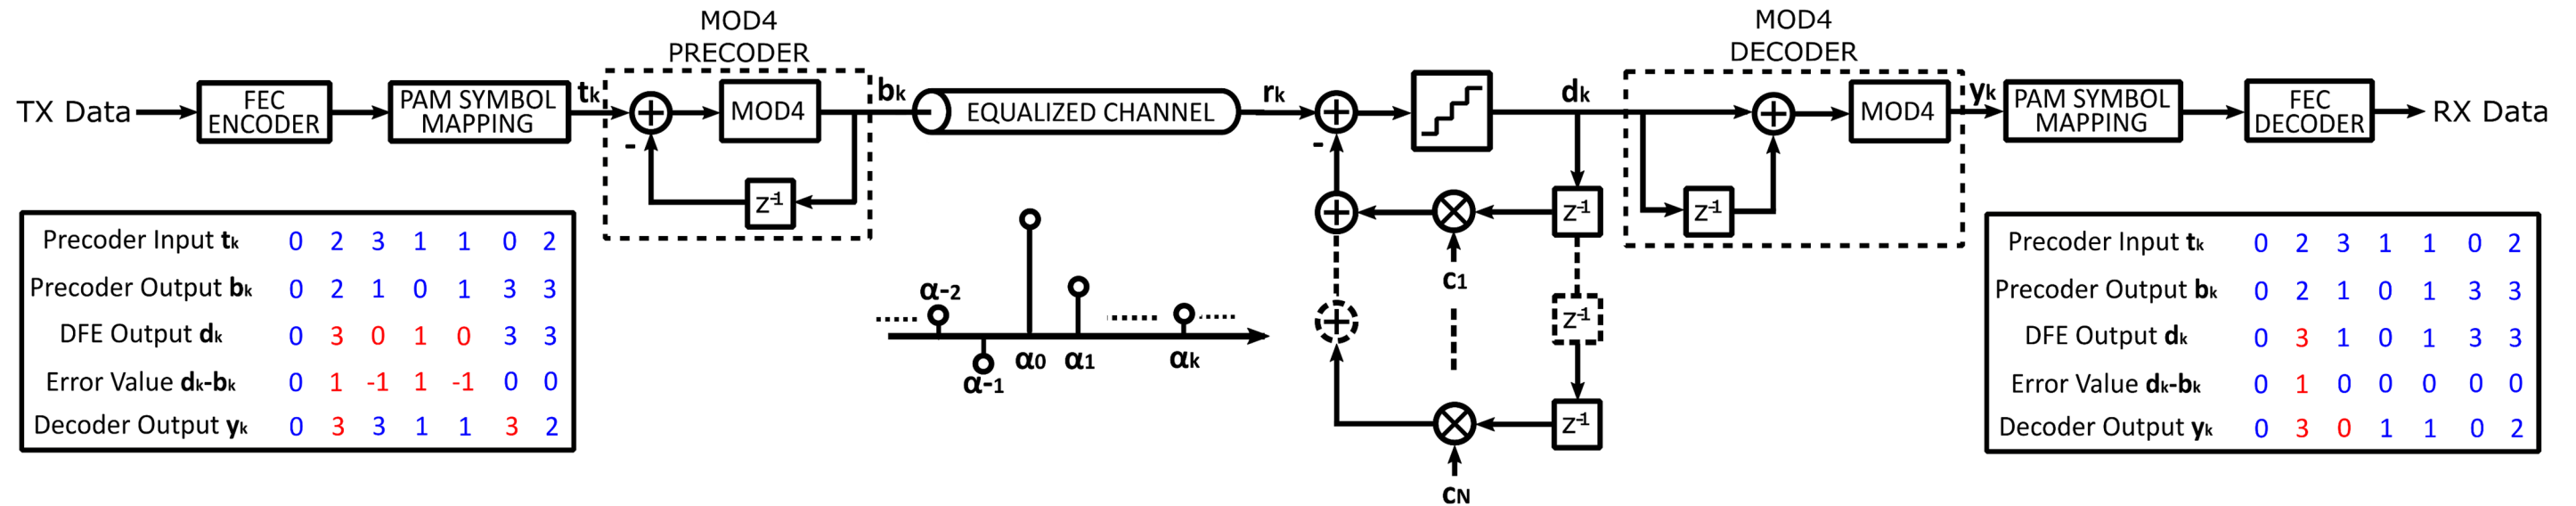 MOD4
PRECODER
MOD4
DECODER
TX Data
FEC
ENCODER
PAM SYMBOL
MAPPING
tk
-
MOD4
z-1
bk
EQUALIZED CHANNEL
rk
-
dk
z-1
c1
z-1
z-1
cN
z-1
MOD4
yk
PAM SYMBOL
MAPPING
FEC
DECODER
RX Data
α-2
α-1
α0
α1
αk
Precoder Input tk 0 2 3 1 1 0 2
Precoder Output bk 0 2 1 0 1 3 3
DFE Output dk 0 3 0 1 0 3 3
Error Value dk-bk 0 1 -1 1 -1 0 0
Decoder Output yk 0 3 3 1 1 3 2
Precoder Input tk 0 2 3 1 1 0 2
Precoder Output bk 0 2 1 0 1 3 3
DFE Output dk 0 3 1 0 1 3 3
Error Value dk-bk 0 1 0 0 0 0 0
Decoder Output yk 0 3 0 1 1 0 2